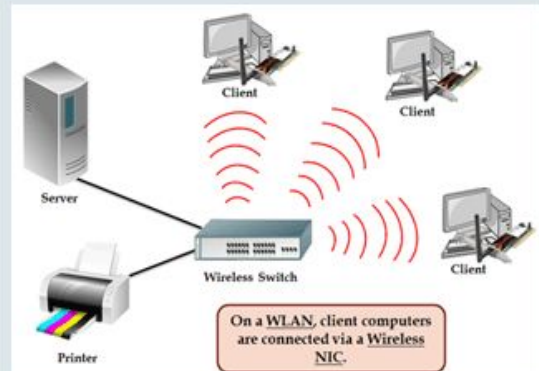 Client
Client
Server
Client
Wireless Switch
Printer
On a WLAN, client computers
are connected via a Wireless
NIC.